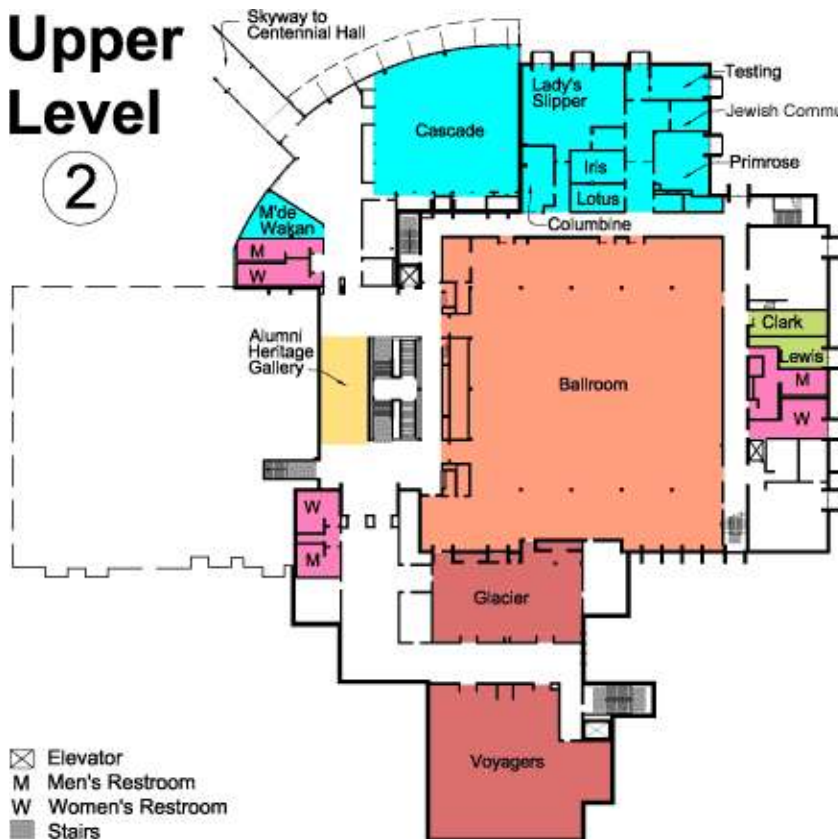 Upper
Level
2
Skyway to
Centennial Hall
Cascade
Lady's
Slipper
Testing
Jewish Commu
Primrose
Iris
Lotus
Columbine
M'de
Wakan
M
W
Alumni
Heritage
Gallery
Ballroom
Clark
Lewis
M
W
W
M
Glacier
Voyagers
Elevator
M Men's Restroom
W Women's Restroom
Stairs